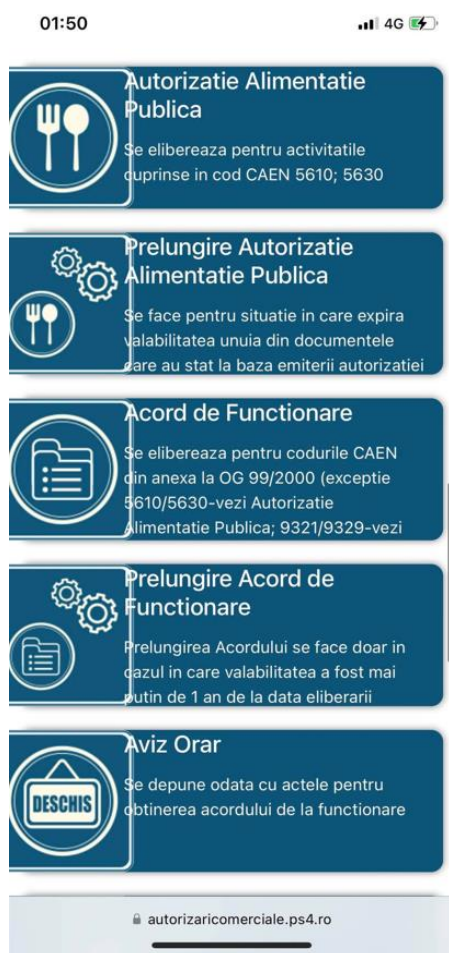 01:50
4G
Autorizatie Alimentatie
Publica
Se elibereaza pentru activitatile
cuprinse in cod CAEN 5610; 5630
Prelungire Autorizatie
Alimentatie Publica
Se face pentru situatie in care expira
valabilitatea unuia din documentele
care au stat la baza emiterii autorizatiei
Acord de Functionare
Se elibereaza pentru codurile CAEN
din anexa la OG 99/2000 (exceptie
5610/5630-vezi Autorizatie
Alimentatie Publica; 9321/9329-vezi
Prelungire Acord de
Functionare
Prelungirea Acordului se face doar in
cazul in care valabilitatea a fost mai
putin de 1 an de la data eliberarii
Aviz Orar
DESCHIS
Se depune odata cu actele pentru
obtinerea acordului de la functionare
autorizaricomerciale.ps4.ro